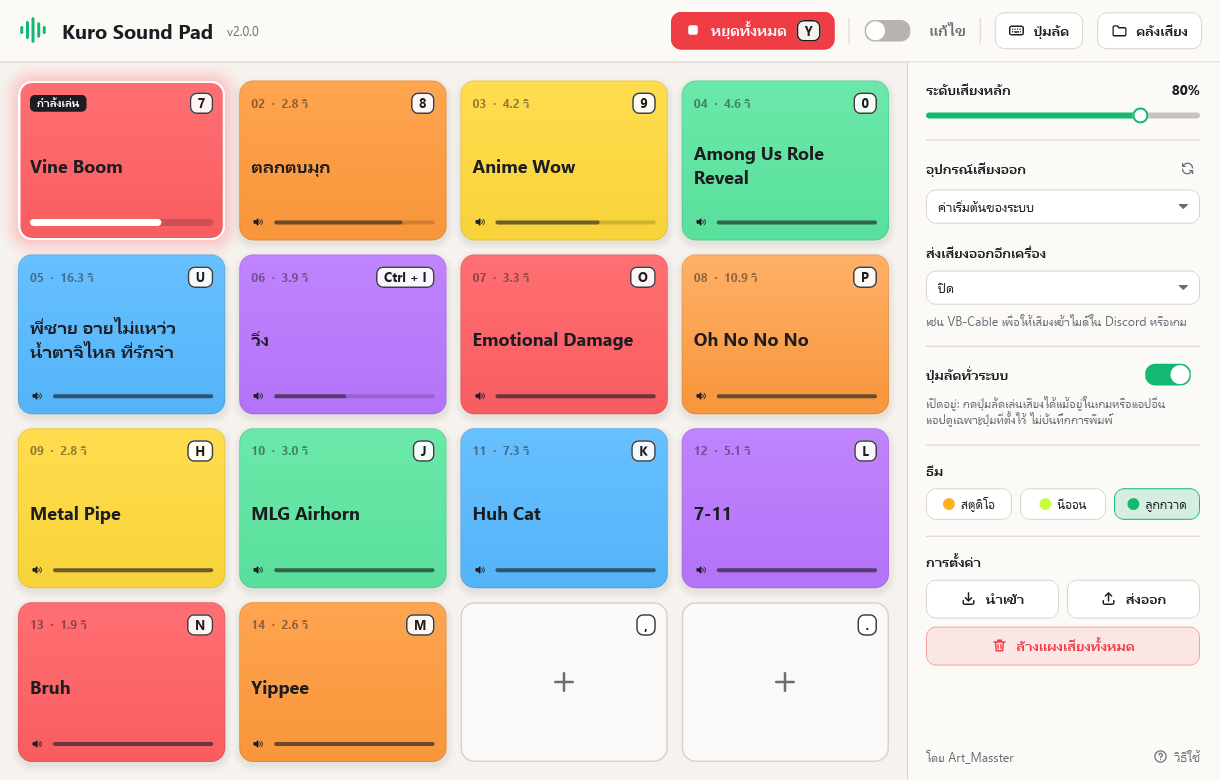 Kuro Sound Pad v2.0.0
หยุดทั้งหมด Y
แก้ไข
ปุ่มลัด
คลังเสียง
กำลังเล่น 7
Vine Boom
02 · 2.8 วิ 8
ตลกตบมุก
03 · 4.2 วิ 9
Anime Wow
04 · 4.6 วิ 0
Among Us Role
Reveal
05 · 16.3 วิ U
พี่ชาย อายไม่แหว่ว
น้ำตาจิไหล ที่รักจ๋า
06 · 3.9 วิ Ctrl + I
วิ่ง
07 · 3.3 วิ O
Emotional Damage
08 · 10.9 วิ P
Oh No No No
09 · 2.8 วิ H
Metal Pipe
10 · 3.0 วิ J
MLG Airhorn
11 · 7.3 วิ K
Huh Cat
12 · 5.1 วิ L
7-11
13 · 1.9 วิ N
Bruh
14 · 2.6 วิ M
Yippee
,
.
ระดับเสียงหลัก 80%
อุปกรณ์เสียงออก
ค่าเริ่มต้นของระบบ
ส่งเสียงออกอีกเครื่อง
ปิด
เช่น VB-Cable เพื่อให้เสียงเข้าไมค์ใน Discord หรือเกม
ปุ่มลัดทั่วระบบ
เปิดอยู่: กดปุ่มลัดเล่นเสียงได้แม้อยู่ในเกมหรือแอปอื่น
แอปดูเฉพาะปุ่มที่ตั้งไว้ ไม่บันทึกการพิมพ์
ธีม
สตูดิโอ
นีออน
ลูกกวาด
การตั้งค่า
นำเข้า
ส่งออก
ล้างแผงเสียงทั้งหมด
โดย Art_Masster
วิธีใช้